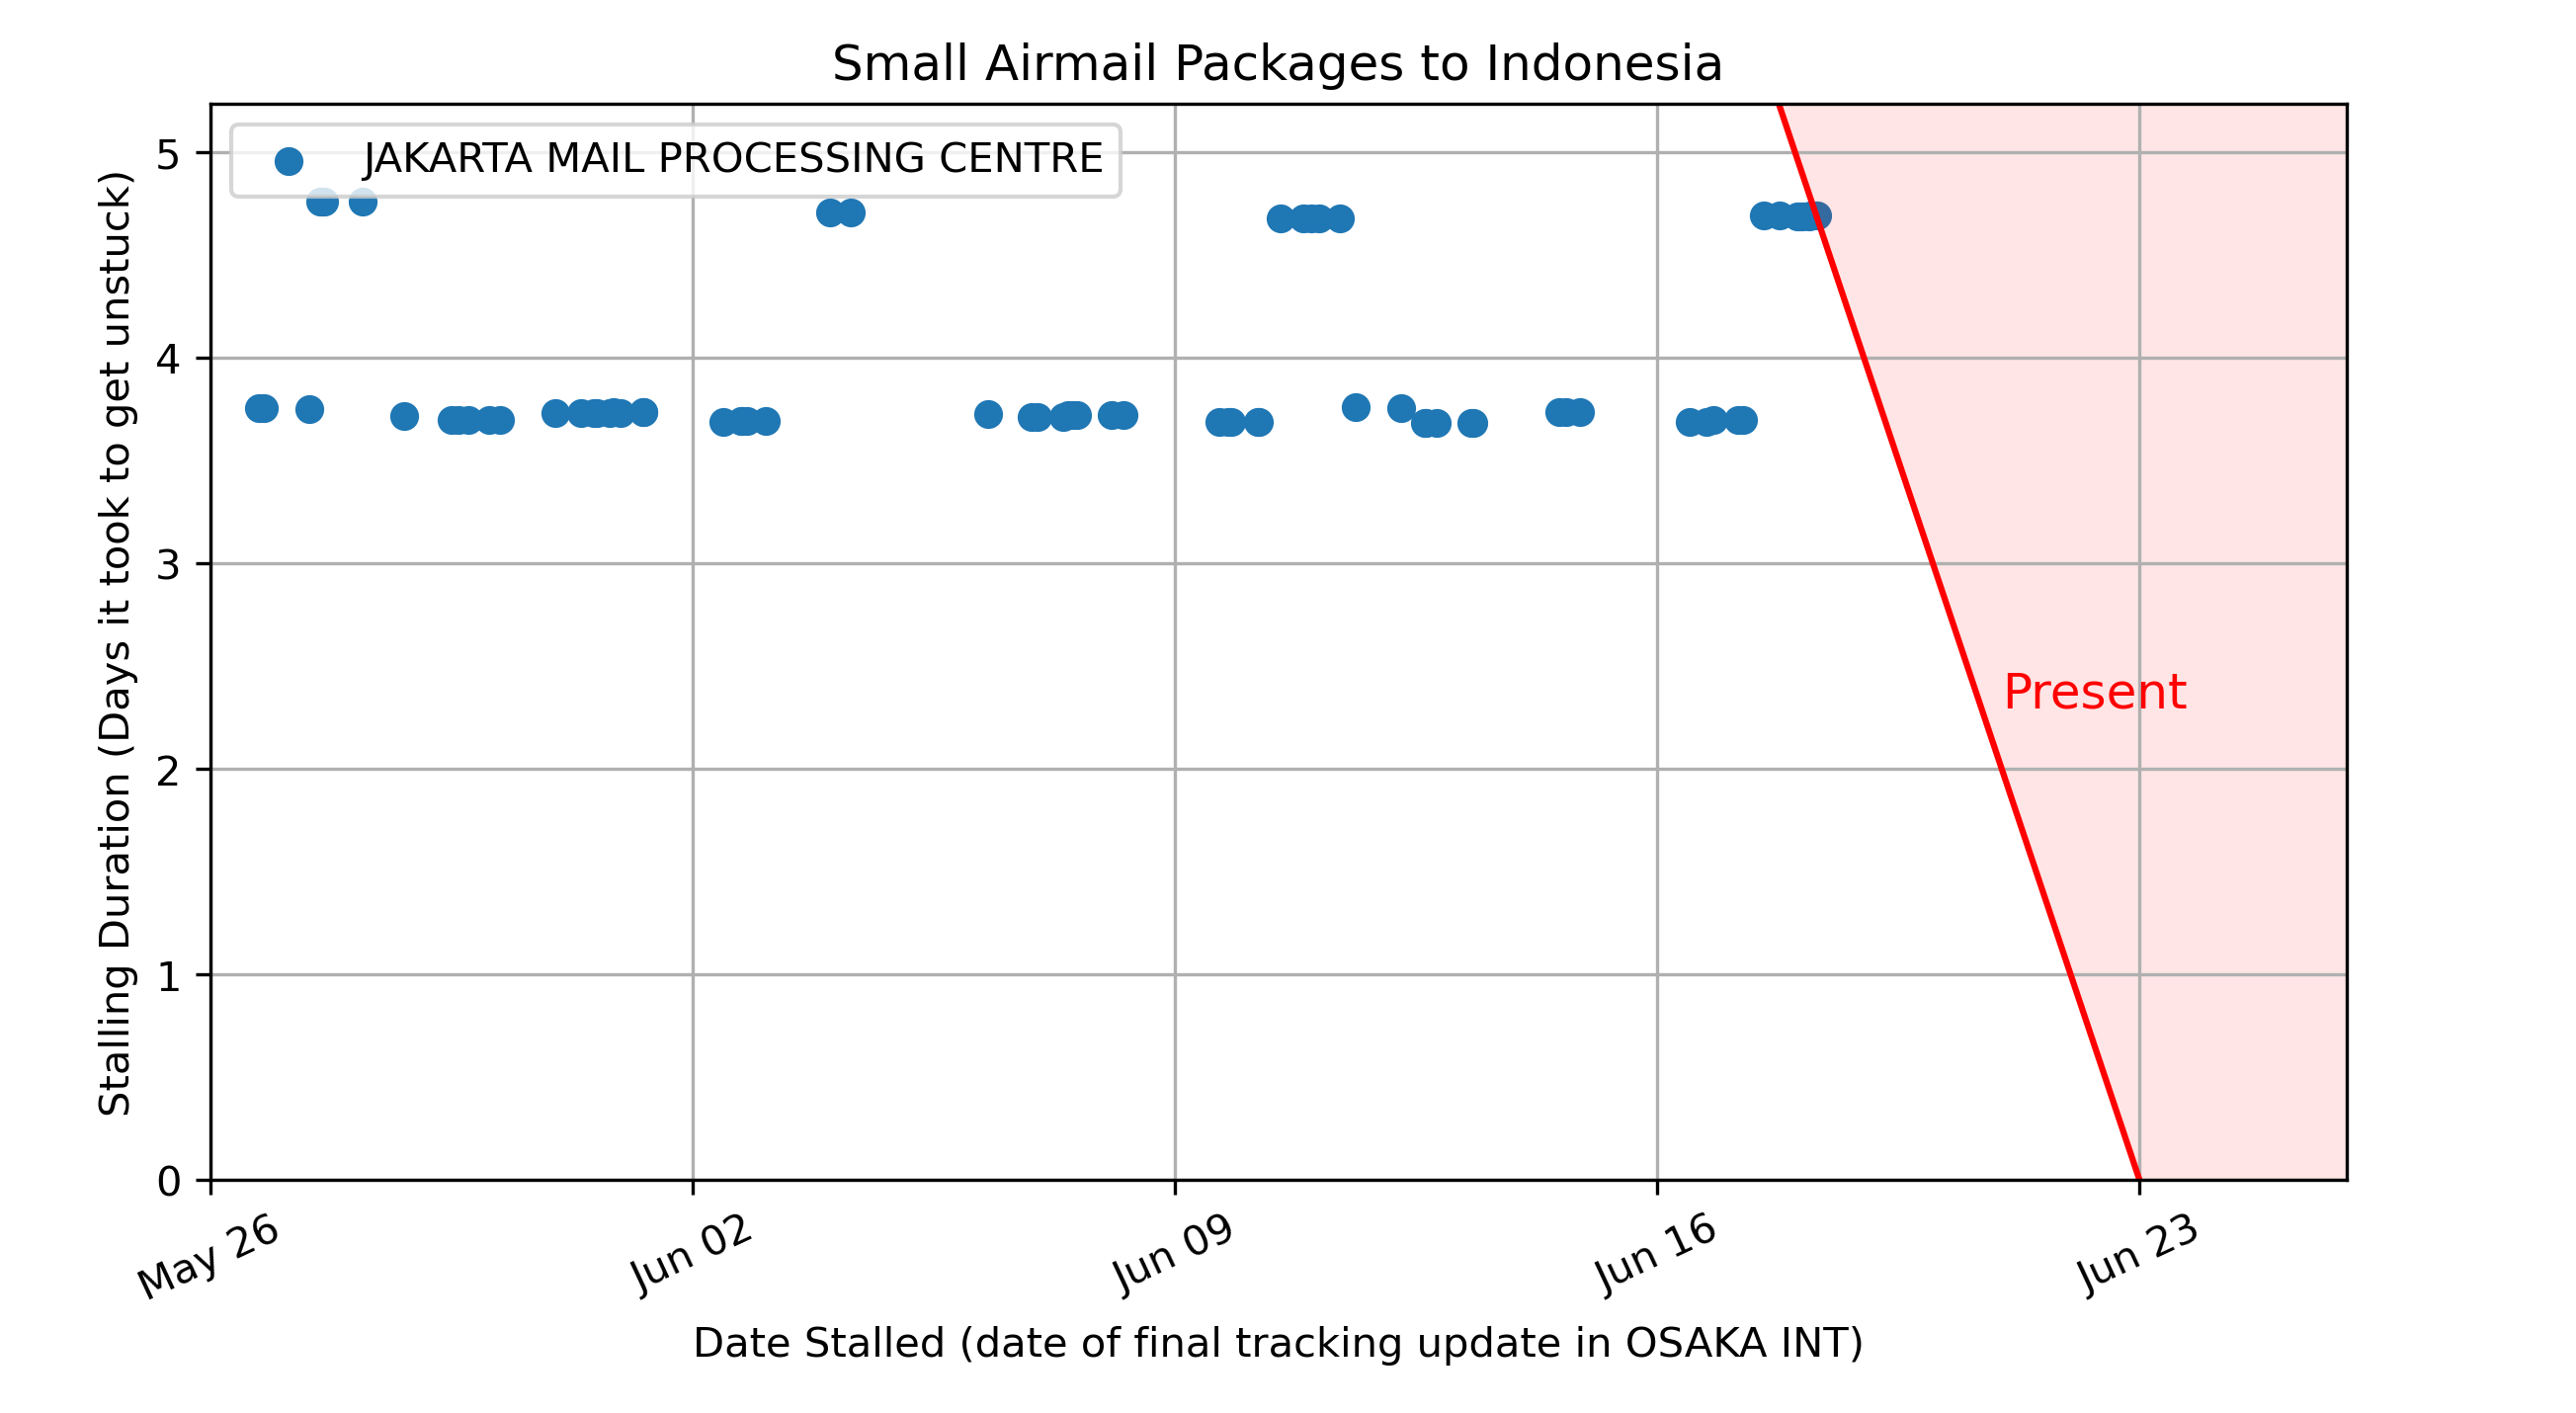 Small Airmail Packages to Indonesia
JAKARTA MAIL PROCESSING CENTRE
Stalling Duration (Days it took to get unstuck)
5
4
3
2
1
0
Present
May 26
Jun 02
Jun 09
Jun 16
Jun 23
Date Stalled (date of final tracking update in OSAKA INT)